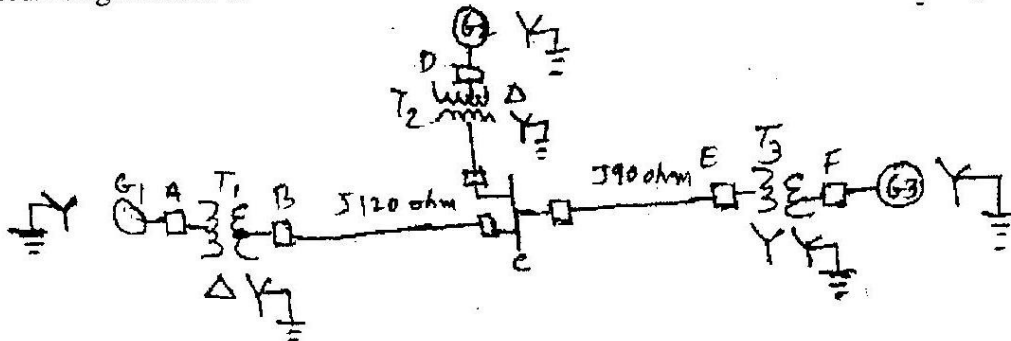 G2
D
T2 Δ
G1 A T1 B J120 ohm
J90 ohm E T3 F G3
C
Δ